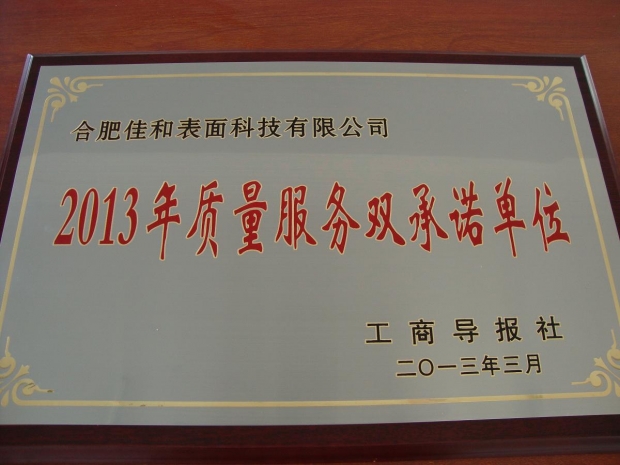 合肥佳和表面科技有限公司
2013年质量服务双承诺单位
工商导报社
二〇一三年三月